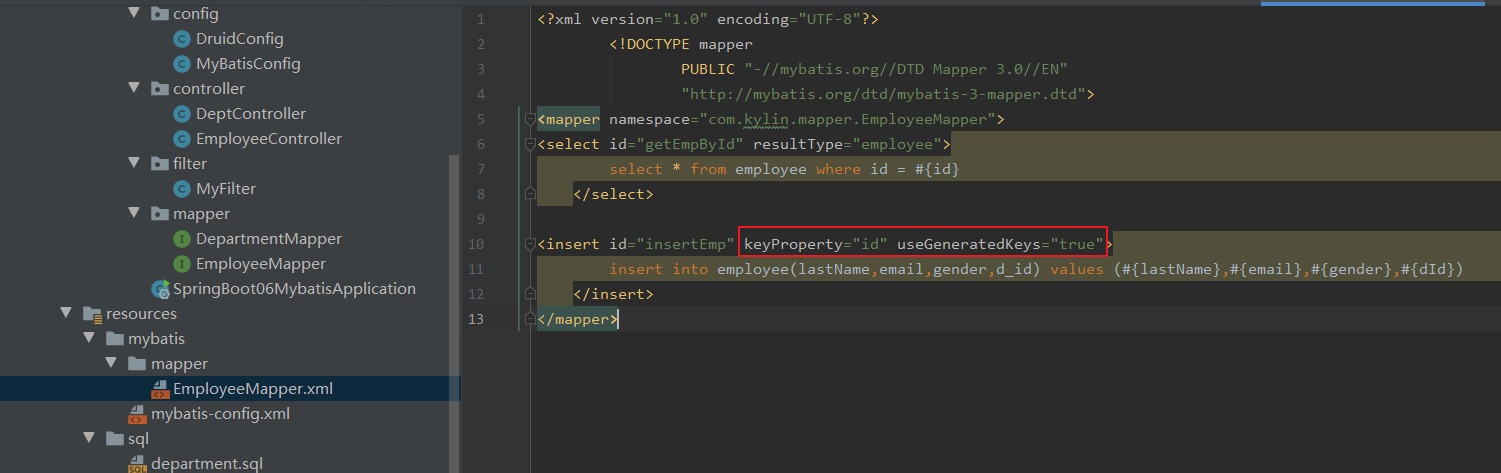 config
DruidConfig
MyBatisConfig
controller
DeptController
EmployeeController
filter
MyFilter
mapper
DepartmentMapper
EmployeeMapper
SpringBoot06MybatisApplication
resources
mybatis
mapper
EmployeeMapper.xml
mybatis-config.xml
sql
department.sql
1 <?xml version="1.0" encoding="UTF-8"?>
2 <!DOCTYPE mapper
3 PUBLIC "-//mybatis.org//DTD Mapper 3.0//EN"
4 "http://mybatis.org/dtd/mybatis-3-mapper.dtd">
5 <mapper namespace="com.kylin.mapper.EmployeeMapper">
6 <select id="getEmpById" resultType="employee">
7 select * from employee where id = #{id}
8 </select>
9
10 <insert id="insertEmp" keyProperty="id" useGeneratedKeys="true">
11 insert into employee(lastName,email,gender,d_id) values (#{lastName},#{email},#{gender},#{dId})
12 </insert>
13 </mapper>